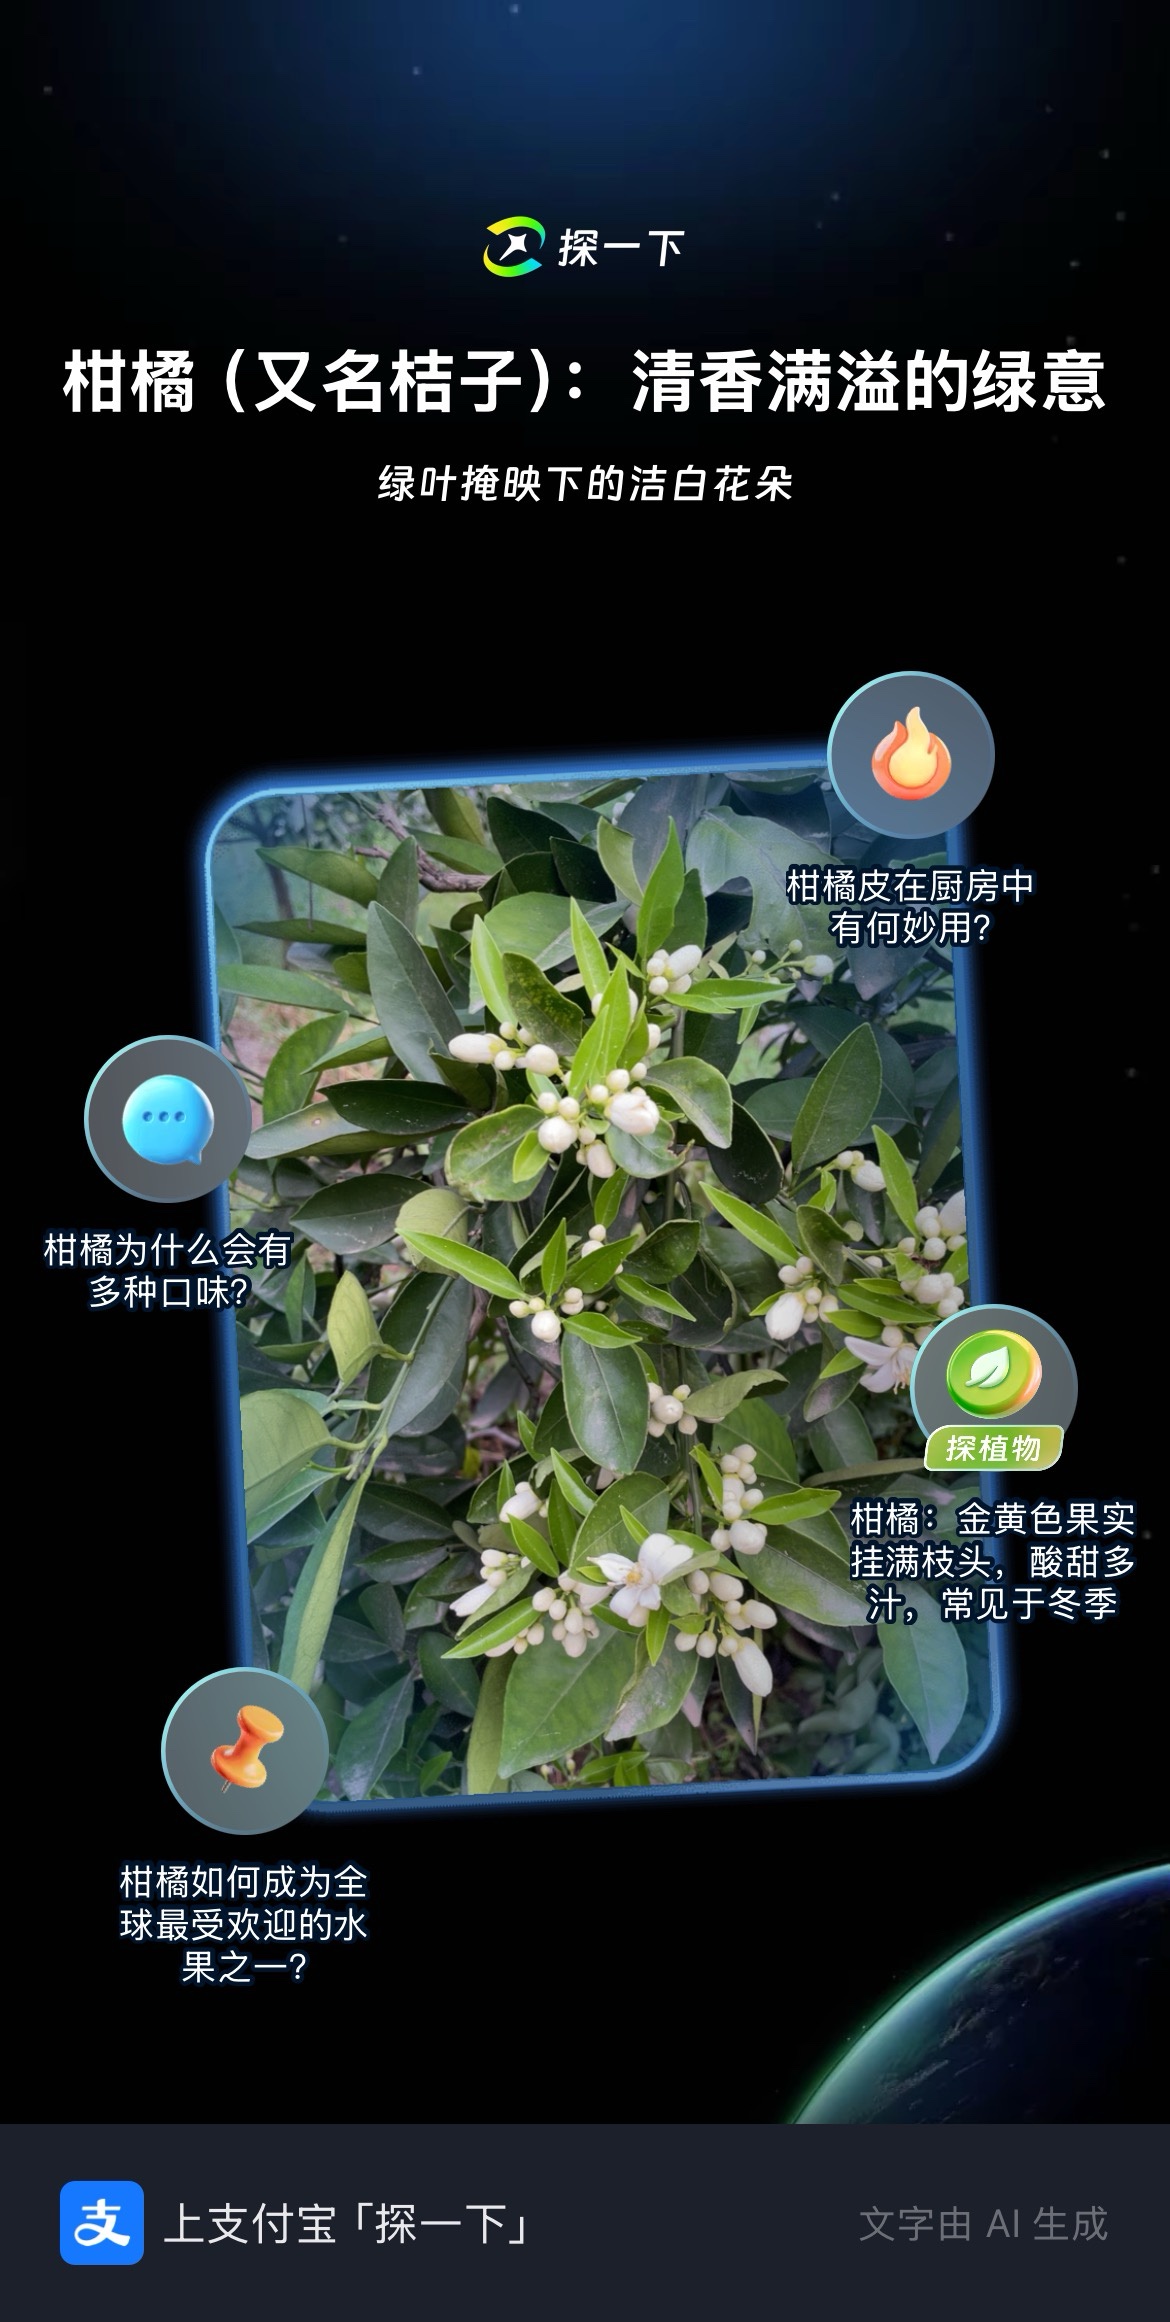 探一下
柑橘（又名桔子）：清香满溢的绿意
绿叶掩映下的洁白花朵
柑橘皮在厨房中
有何妙用？
柑橘为什么会有
多种口味？
探植物
柑橘：金黄色果实
挂满枝头，酸甜多
汁，常见于冬季
柑橘如何成为全
球最受欢迎的水
果之一？
支
上支付宝「探一下」
文字由 AI 生成